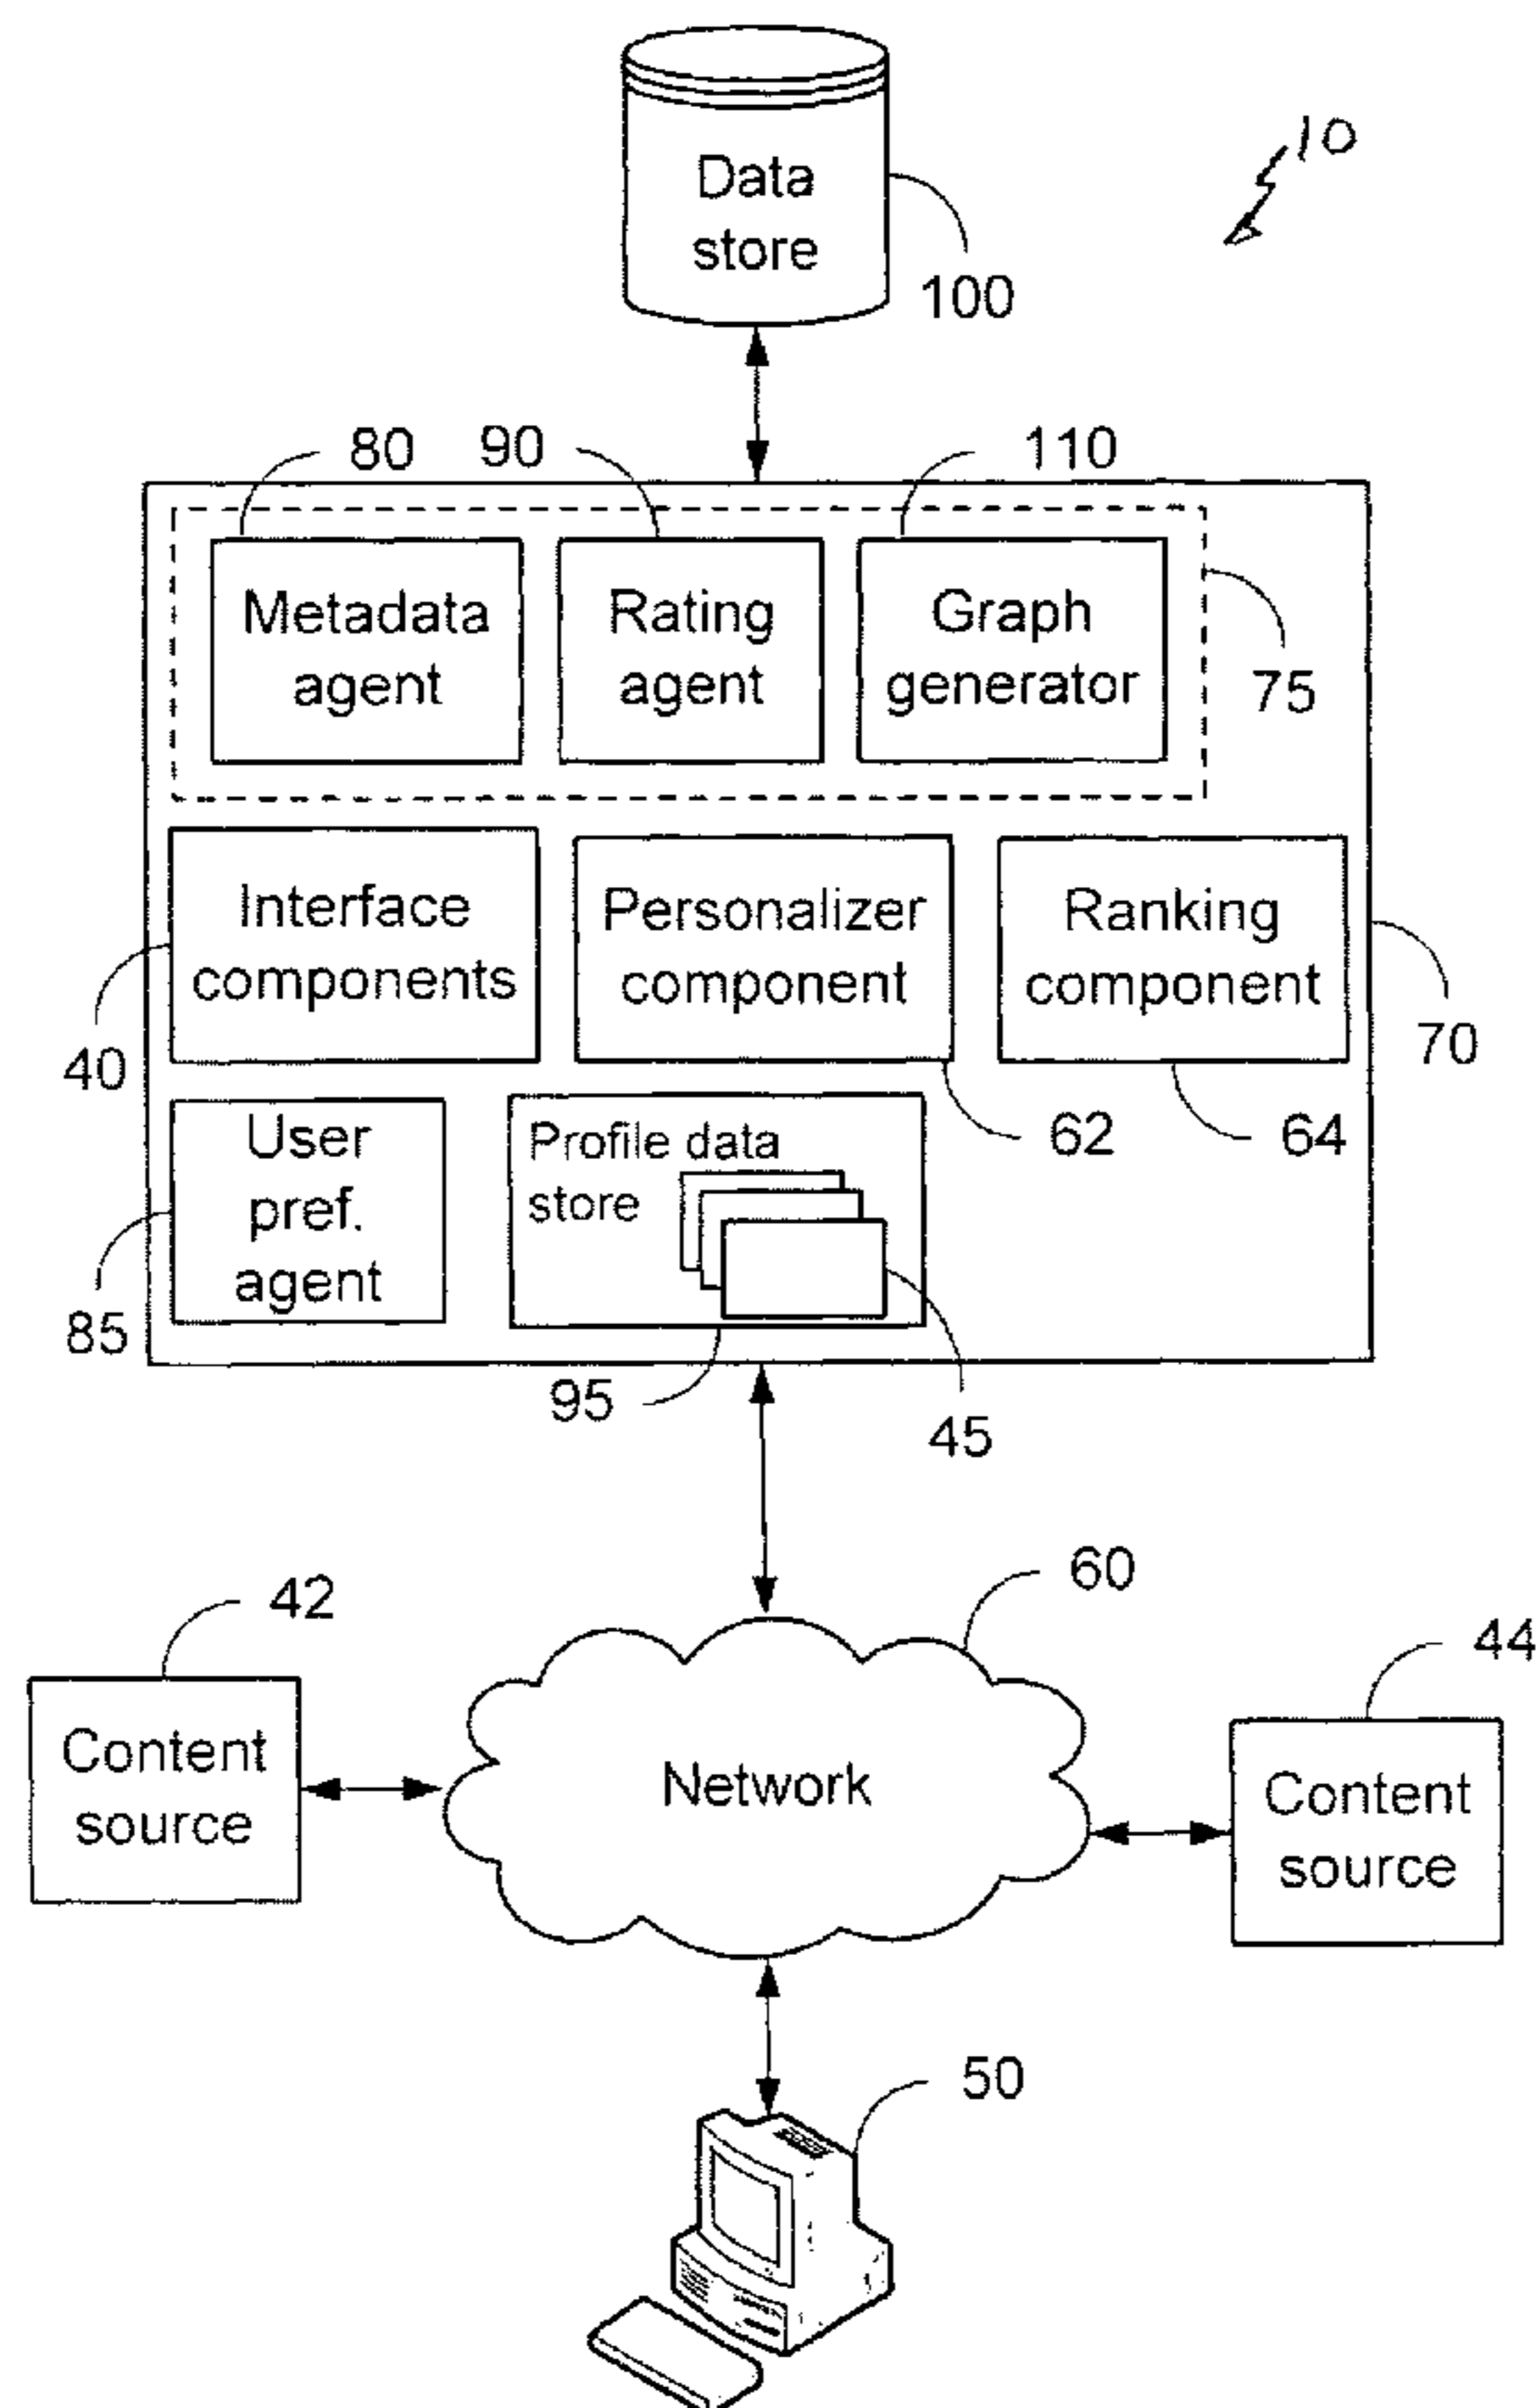 10
Data
store
100
80
90
110
Metadata
agent
Rating
agent
Graph
generator
75
Interface
components
Personalizer
component
Ranking
component
40
70
62
64
User
pref.
agent
Profile data
store
85
95
45
42
60
44
Content
source
Network
Content
source
50